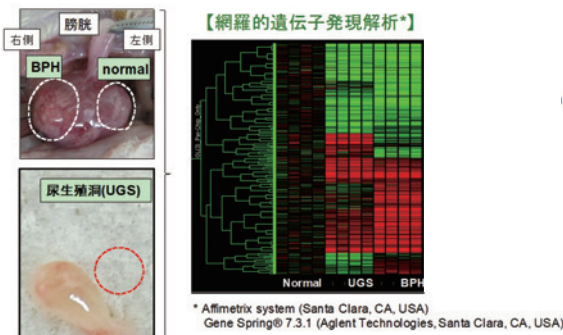 膀胱
右側
左側
BPH
normal
尿生殖洞(UGS)
【網羅的遺伝子発現解析*】
Normal
UGS
BPH
* Affimetrix system (Santa Clara, CA, USA)
Gene Spring® 7.3.1 (Aglent Technologies, Santa Clara, CA, USA)